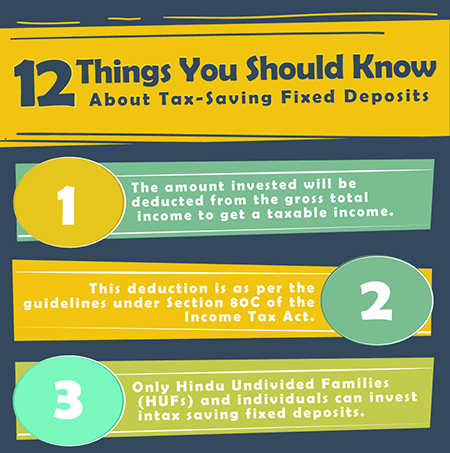 12 Things You Should Know
About Tax-Saving Fixed Deposits
1
The amount invested will be
deducted from the gross total
income to get a taxable income.
This deduction is as per the
guidelines under Section 80C of the
Income Tax Act.
2
3
Only Hindu Undivided Families
(HUFs) and individuals can invest
intax saving fixed deposits.